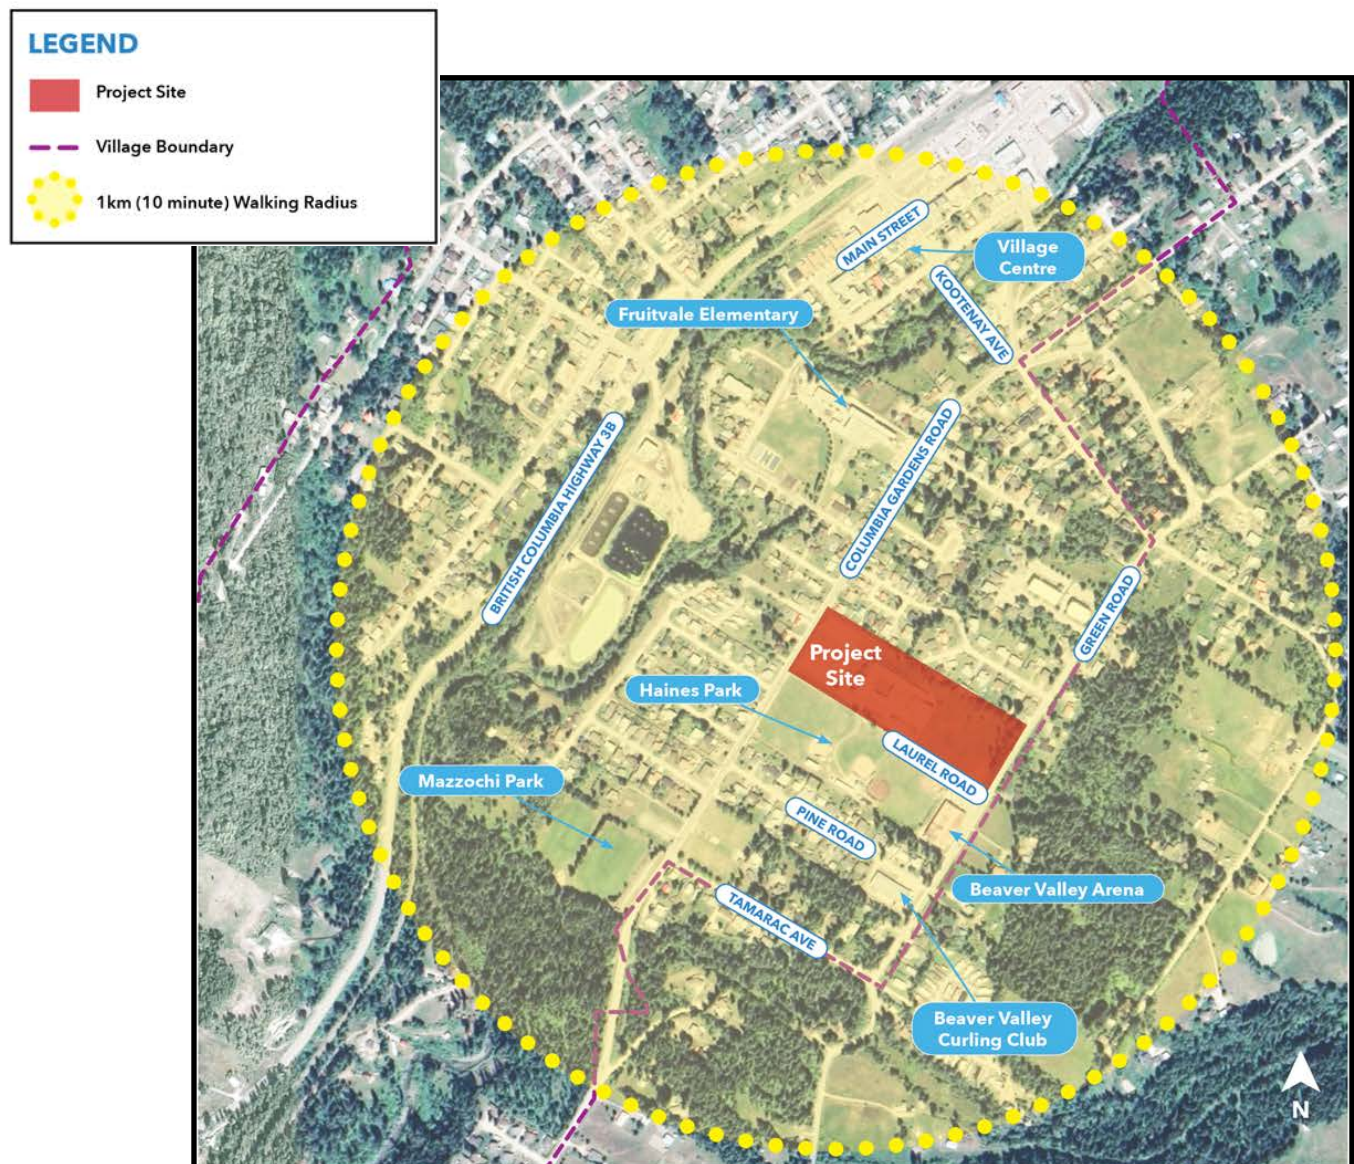 LEGEND
Project Site
Village Boundary
1km (10 minute) Walking Radius
MAIN STREET
Village
Centre
KOOTENAY AVE
Fruitvale Elementary
COLUMBIA GARDENS ROAD
BRITISH COLUMBIA HIGHWAY 3B
GREEN ROAD
Project
Site
Haines Park
LAUREL ROAD
Mazzochi Park
PINE ROAD
Beaver Valley Arena
TAMARAC AVE
Beaver Valley
Curling Club
N